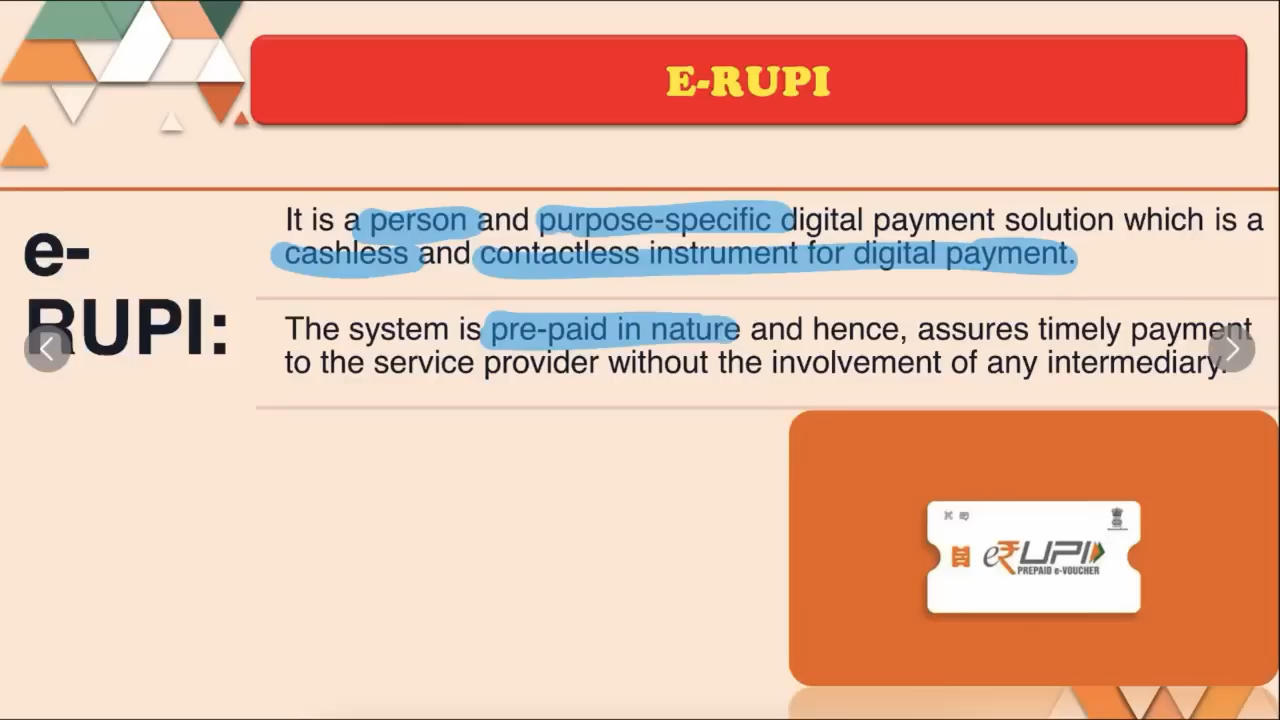 E-RUPI
e-
RUPI:
It is a person and purpose-specific digital payment solution which is a
cashless and contactless instrument for digital payment.
The system is pre-paid in nature and hence, assures timely payment
to the service provider without the involvement of any intermediary.
e₹UPI
PREPAID e-VOUCHER